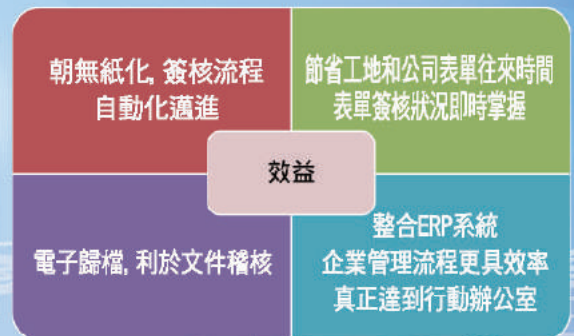 朝無紙化, 簽核流程
自動化邁進
節省工地和公司表單往來時間
表單簽核狀況即時掌握
效益
電子歸檔, 利於文件稽核
整合ERP系統
企業管理流程更具效率
真正達到行動辦公室